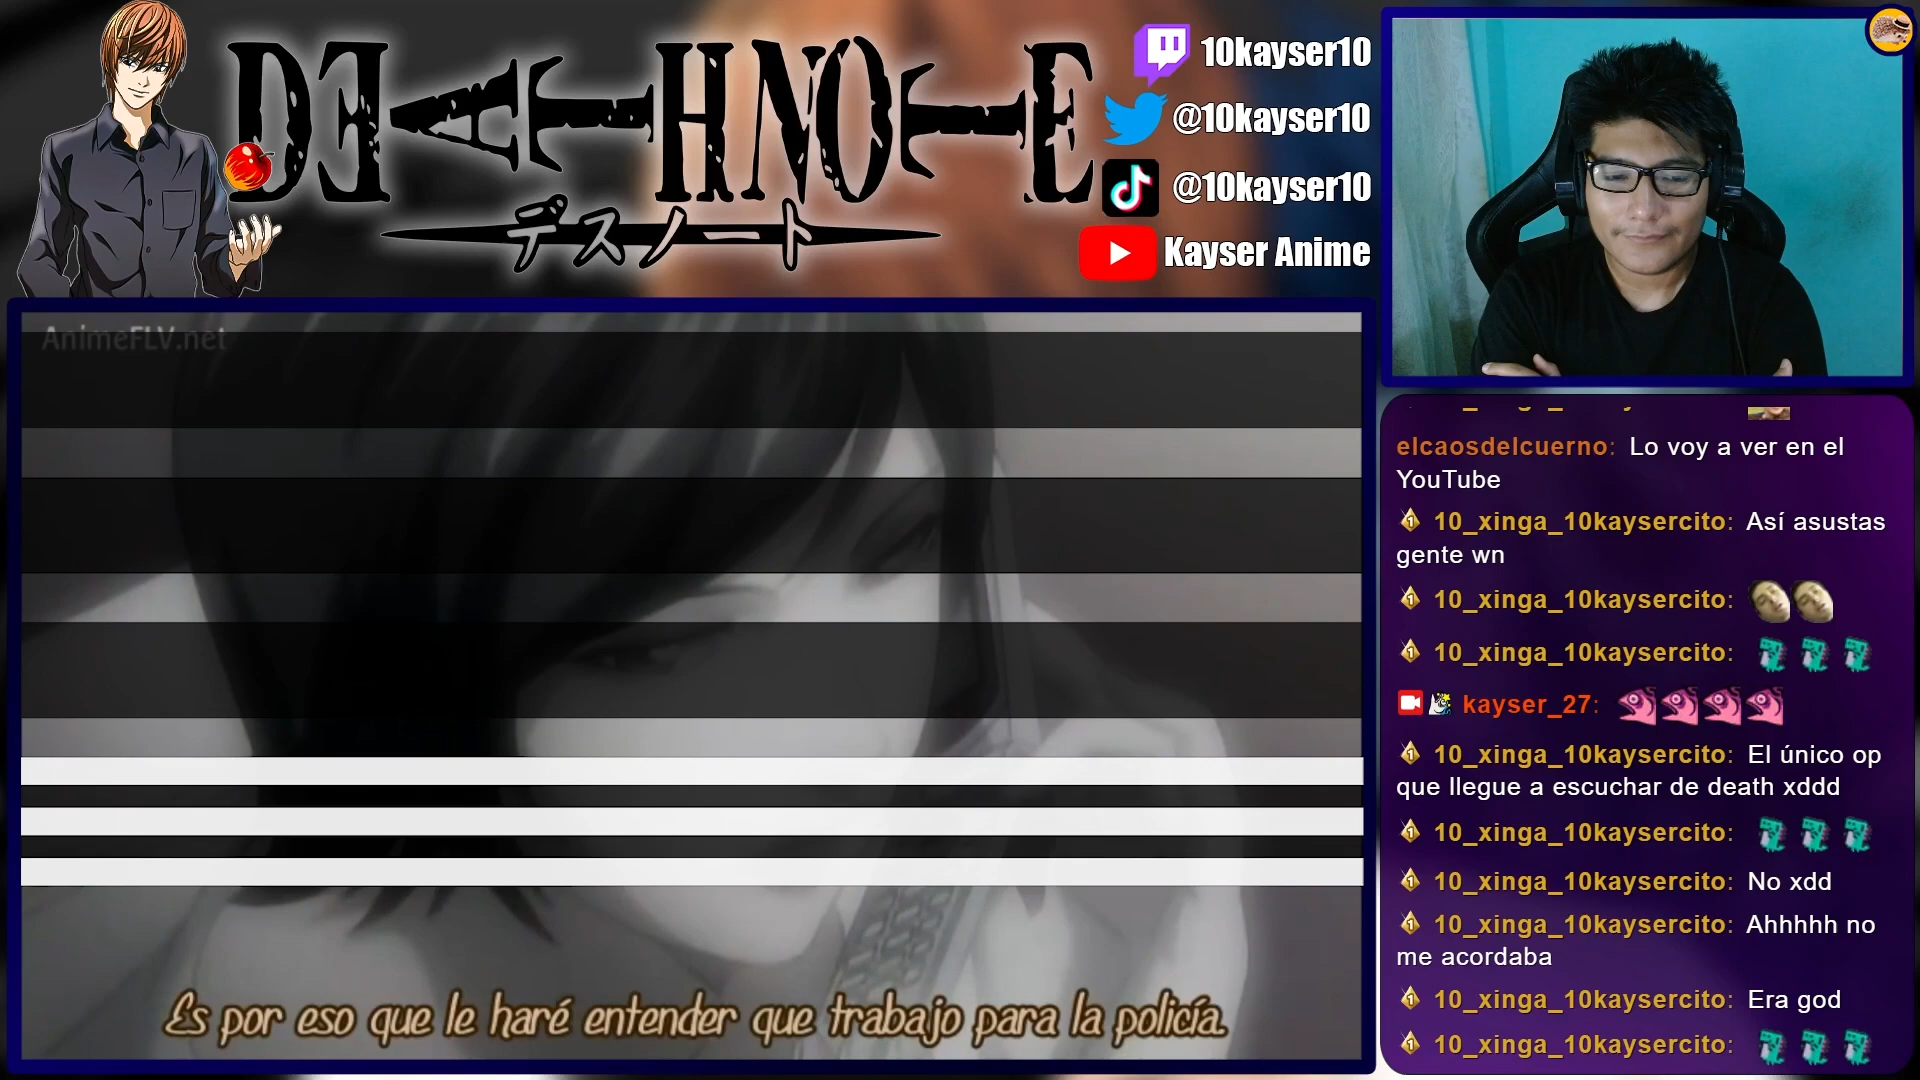 DEATH NOTE
デスノート
10kayser10
@10kayser10
@10kayser10
Kayser Anime
AnimeFLV.net
Es por eso que le haré entender que trabajo para la policía.
elcaosdelcuerno: Lo voy a ver en el
YouTube
10_xinga_10kaysercito: Así asustas
gente wn
10_xinga_10kaysercito:
10_xinga_10kaysercito:
kayser_27:
10_xinga_10kaysercito: El único op
que llegue a escuchar de death xddd
10_xinga_10kaysercito:
10_xinga_10kaysercito: No xdd
10_xinga_10kaysercito: Ahhhhh no
me acordaba
10_xinga_10kaysercito: Era god
10_xinga_10kaysercito: